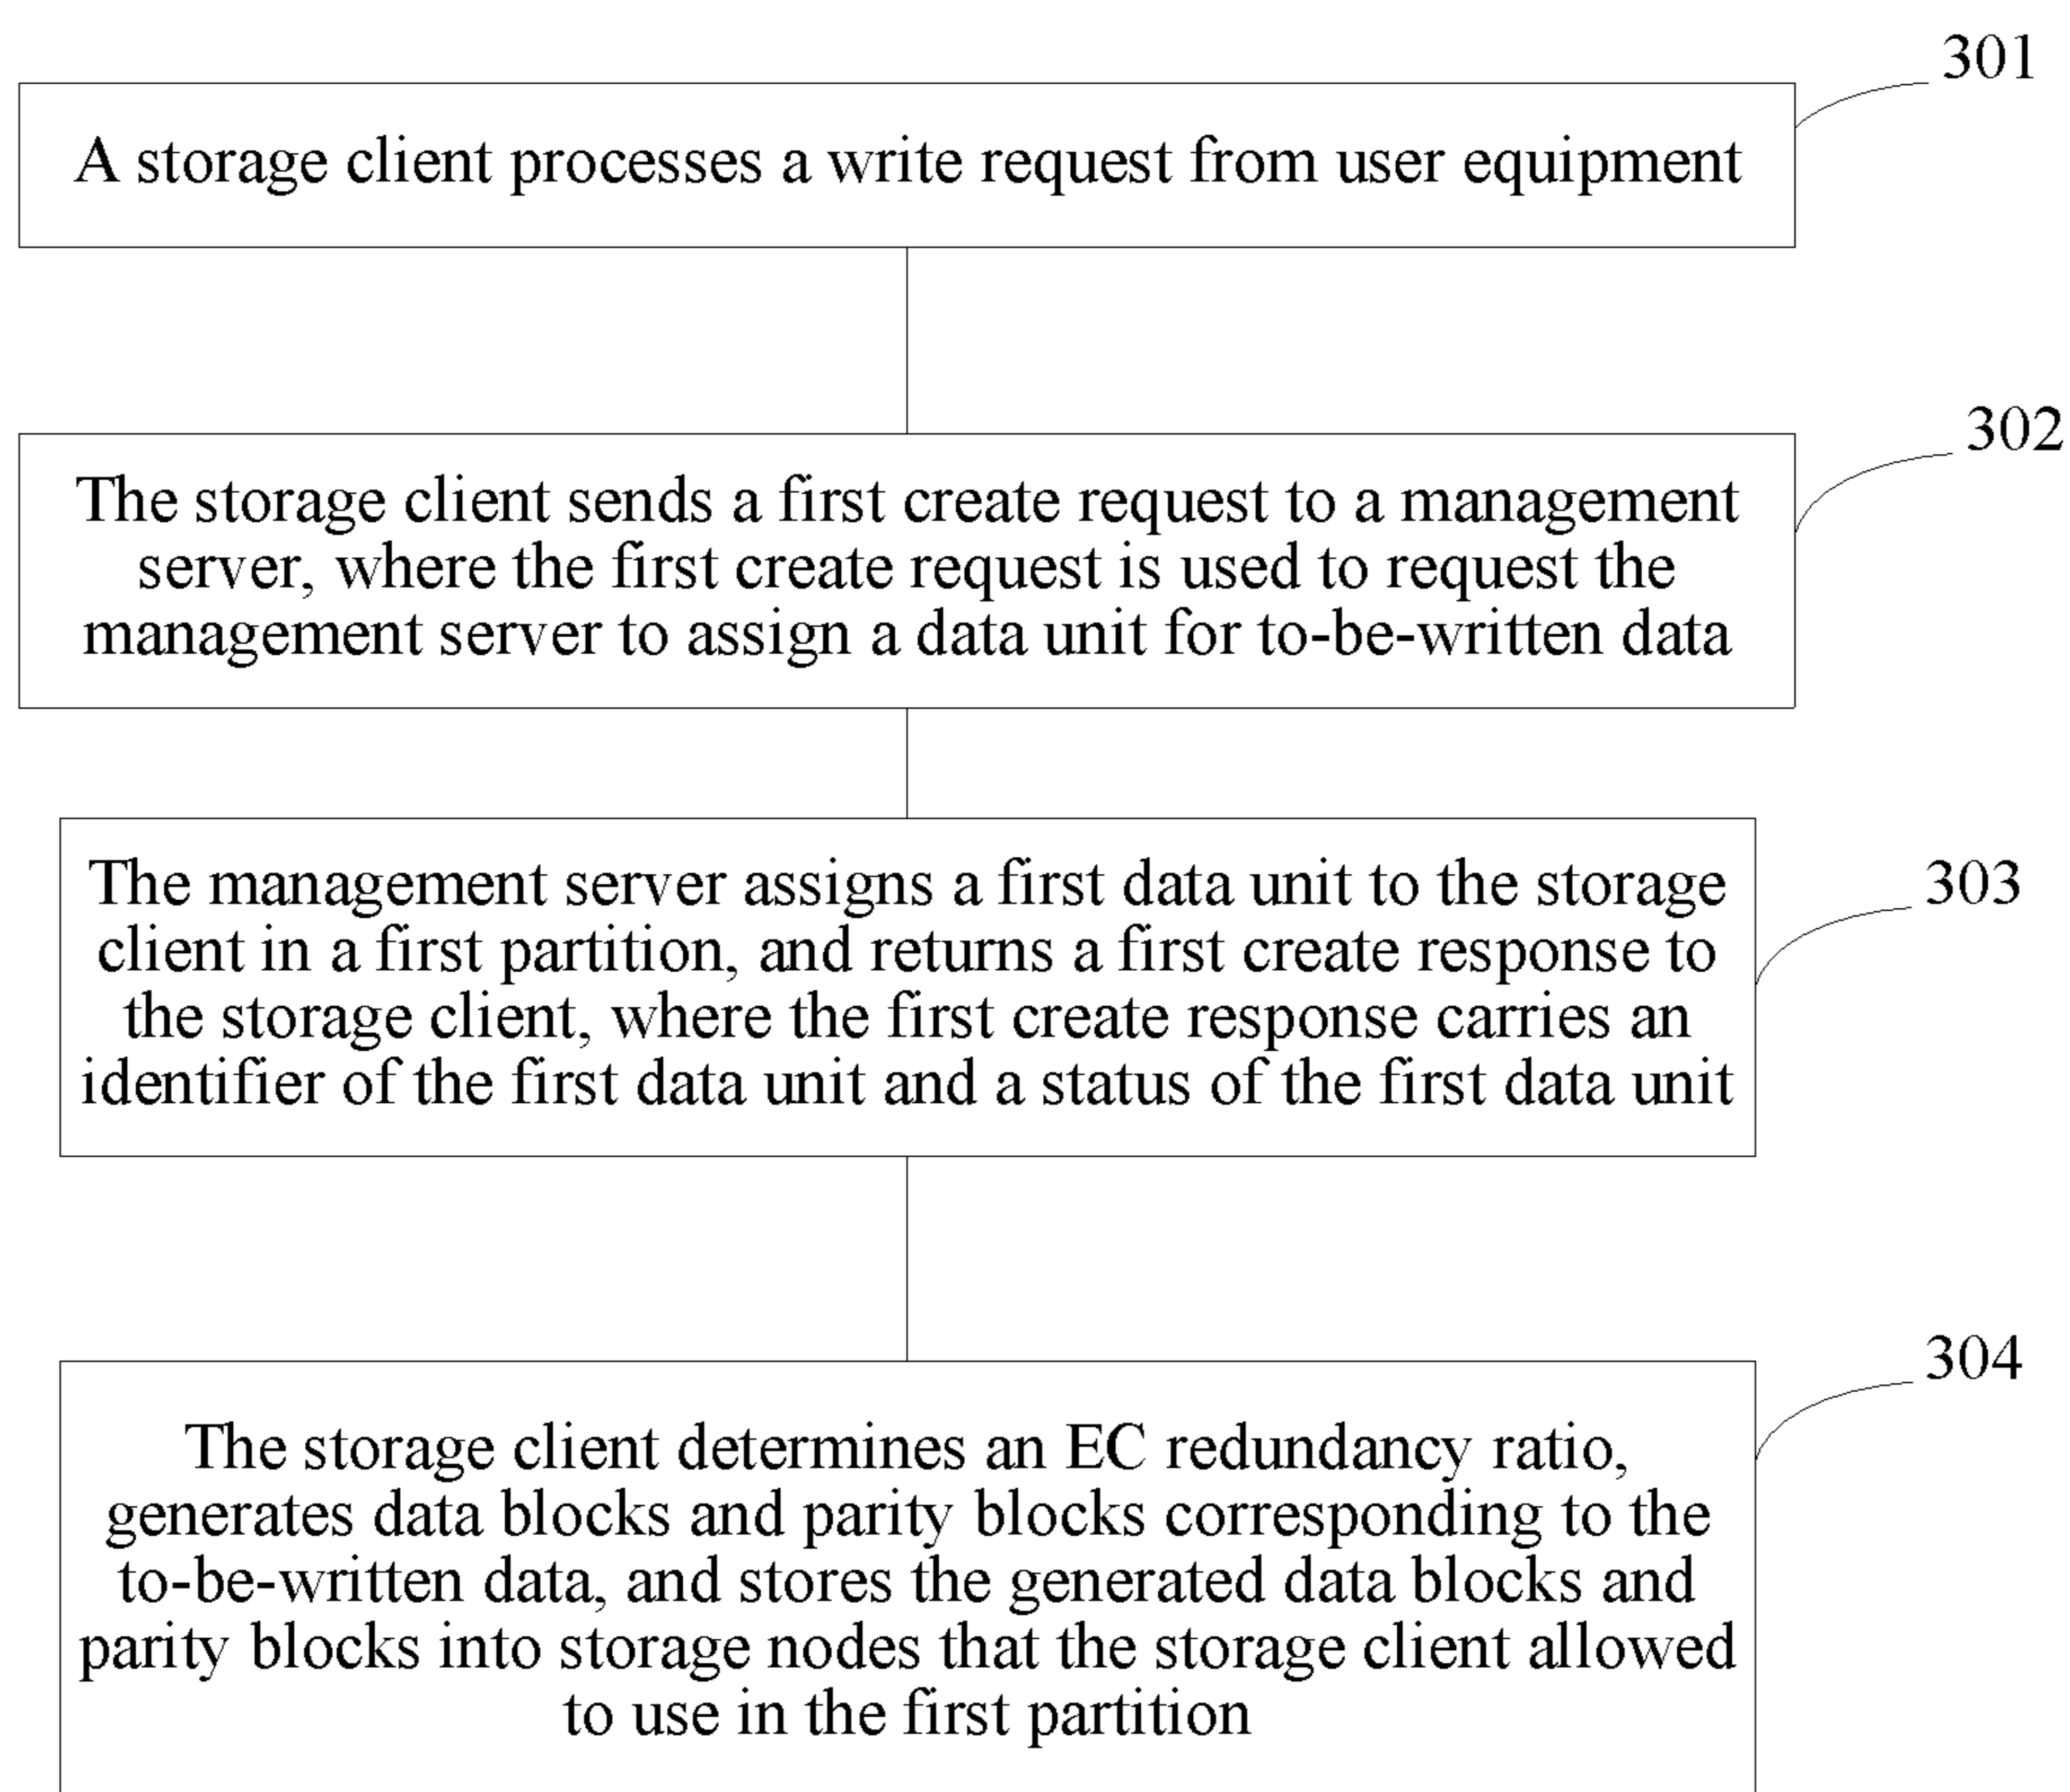 301
A storage client processes a write request from user equipment
302
The storage client sends a first create request to a management
server, where the first create request is used to request the
management server to assign a data unit for to-be-written data
303
The management server assigns a first data unit to the storage
client in a first partition, and returns a first create response to
the storage client, where the first create response carries an
identifier of the first data unit and a status of the first data unit
304
The storage client determines an EC redundancy ratio,
generates data blocks and parity blocks corresponding to the
to-be-written data, and stores the generated data blocks and
parity blocks into storage nodes that the storage client allowed
to use in the first partition